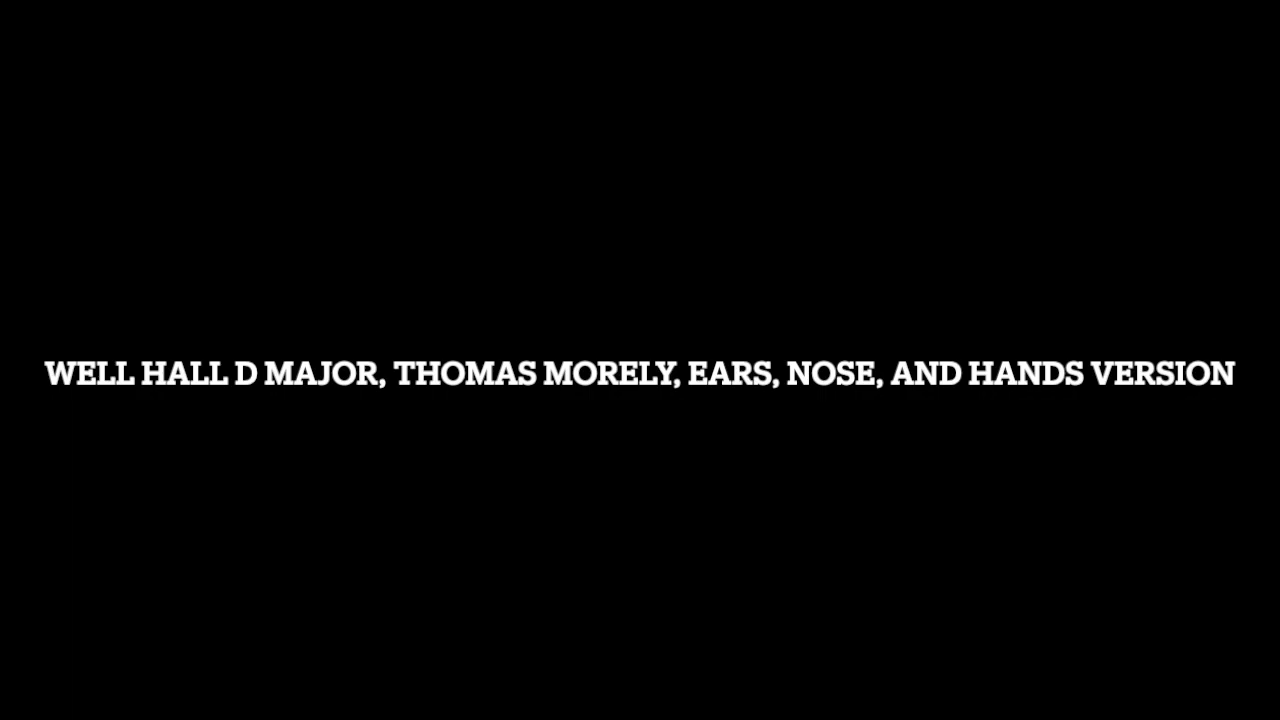 WELL HALL D MAJOR, THOMAS MORELY, EARS, NOSE, AND HANDS VERSION